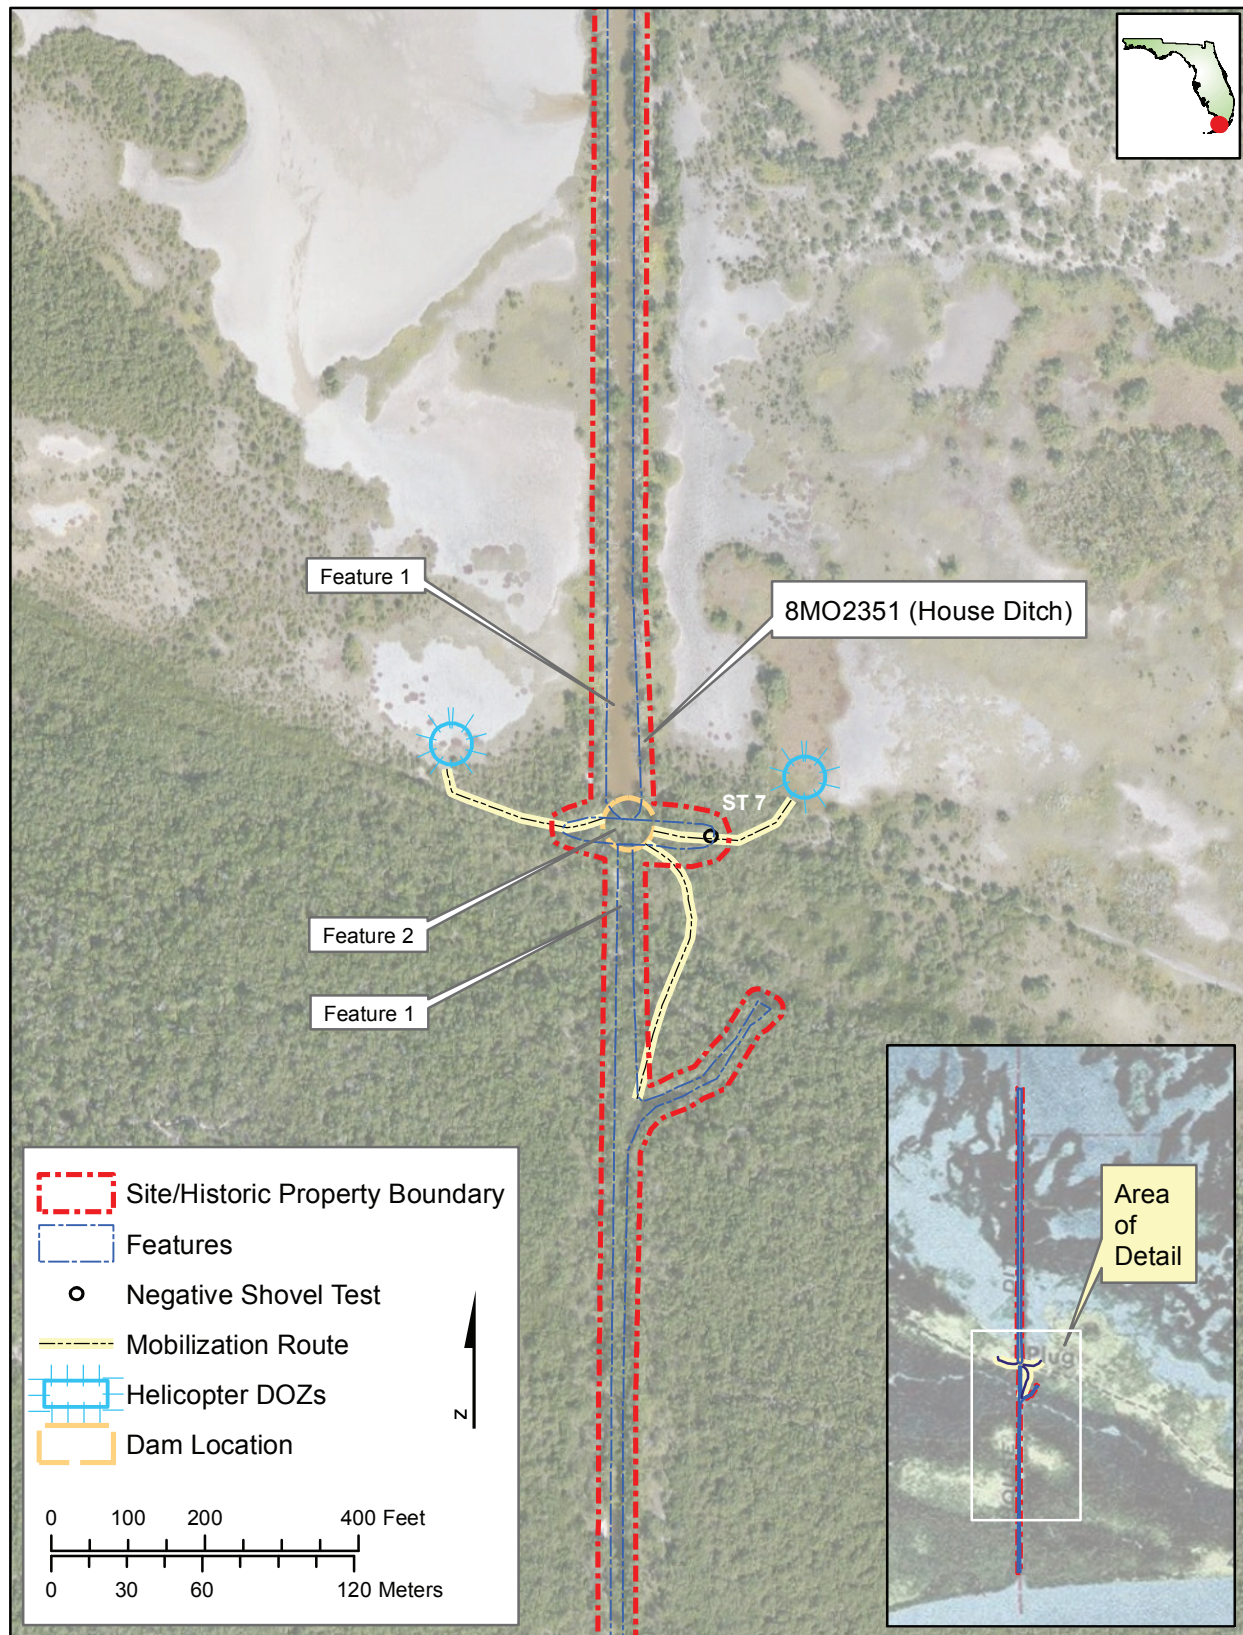 Feature 1
8MO2351 (House Ditch)
ST 7
Feature 2
Feature 1
Site/Historic Property Boundary
Features
Negative Shovel Test
Mobilization Route
Helicopter DOZs
Dam Location
N
0 100 200 400 Feet
0 30 60 120 Meters
Area
of
Detail
Plug